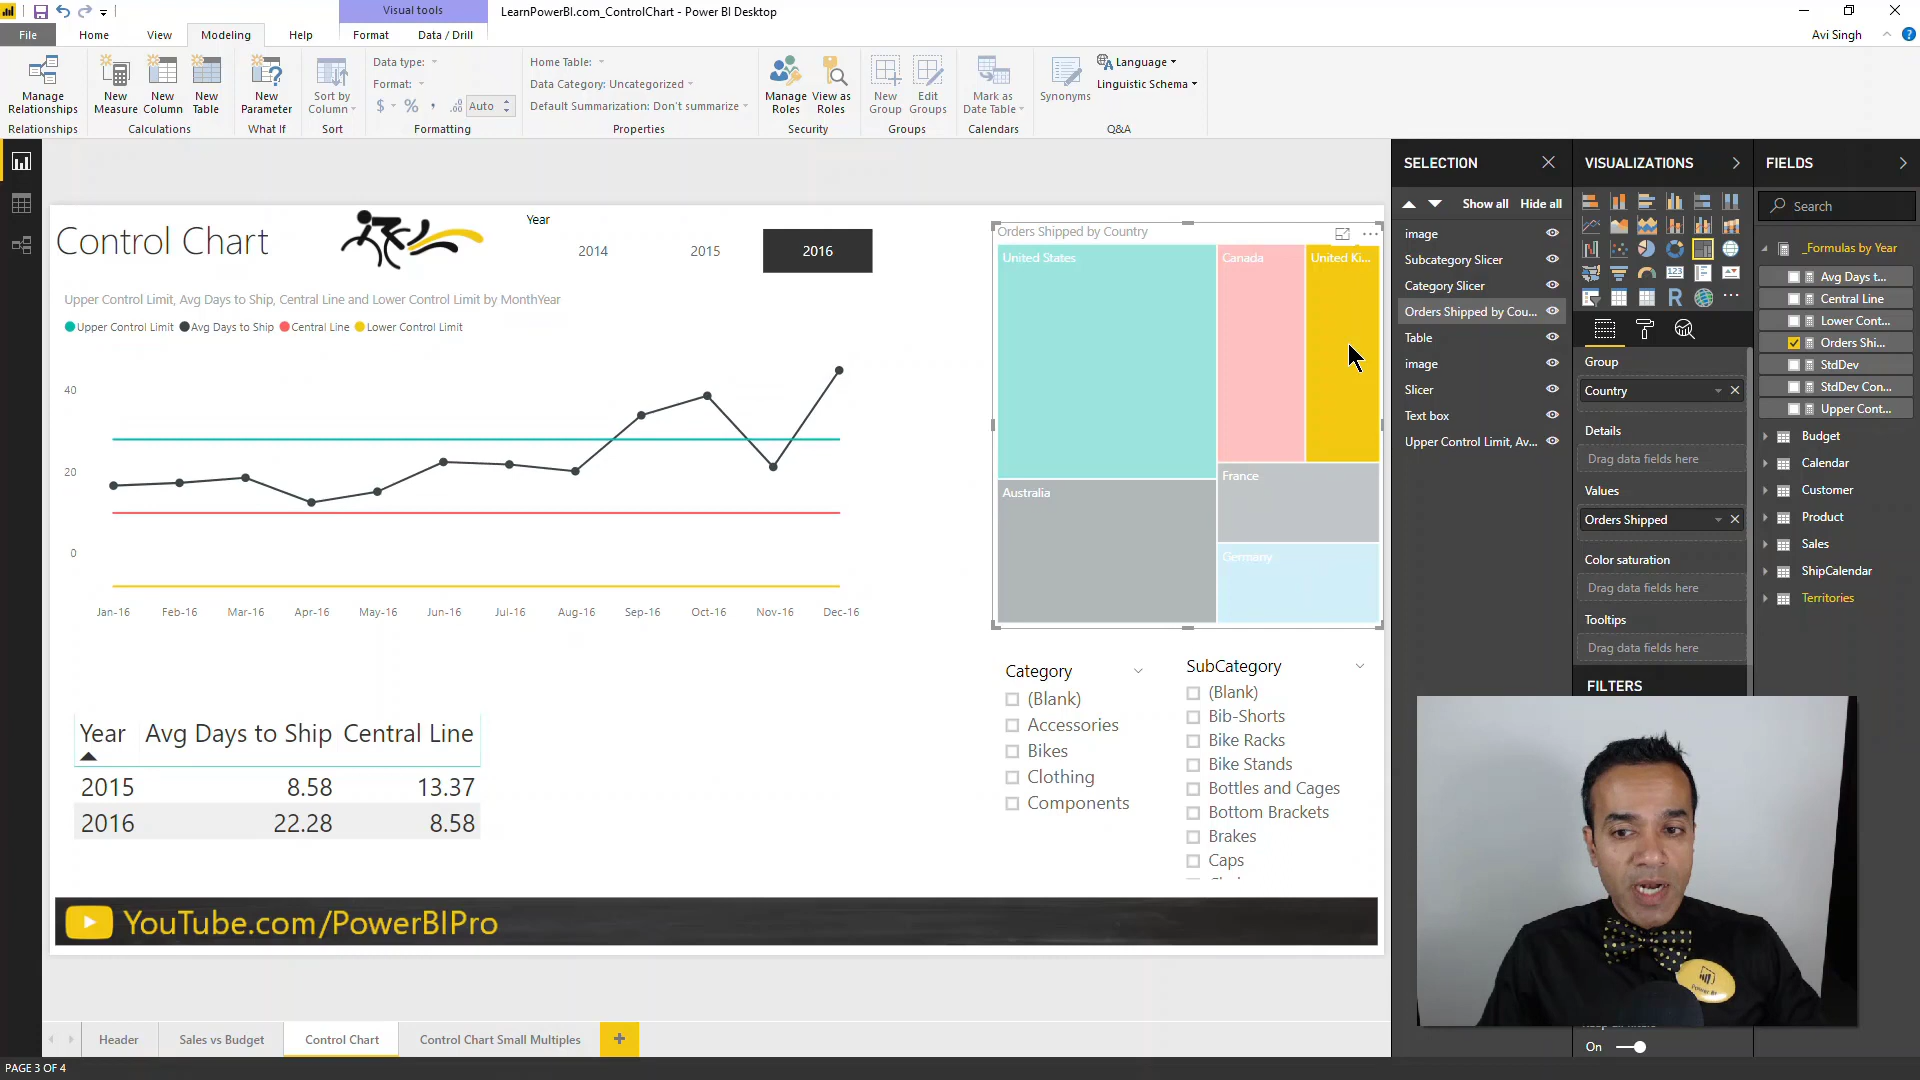 Visual tools
LearnPowerBI.com_ControlChart - Power BI Desktop
File
Home
View
Modeling
Help
Format
Data / Drill
Avi Singh
?
Manage
Relationships
Relationships
New
Measure
New
Column
New
Table
Calculations
New
Parameter
What If
Sort by
Column
Sort
Data type:
Format:
$ % , Auto
Formatting
Home Table:
Data Category: Uncategorized
Default Summarization: Don't summarize
Properties
Manage
Roles
View as
Roles
Security
New
Group
Edit
Groups
Groups
Mark as
Date Table
Calendars
Synonyms
Language
Linguistic Schema
Q&A
Control Chart
Year
2014
2015
2016
Upper Control Limit, Avg Days to Ship, Central Line and Lower Control Limit by MonthYear
Upper Control Limit
Avg Days to Ship
Central Line
Lower Control Limit
40
20
0
Jan-16 Feb-16 Mar-16 Apr-16 May-16 Jun-16 Jul-16 Aug-16 Sep-16 Oct-16 Nov-16 Dec-16
Orders Shipped by Country
United States
Canada
United Ki...
Australia
France
Germany
Year Avg Days to Ship Central Line
2015 8.58 13.37
2016 22.28 8.58
Category
(Blank)
Accessories
Bikes
Clothing
Components
SubCategory
(Blank)
Bib-Shorts
Bike Racks
Bike Stands
Bottles and Cages
Bottom Brackets
Brakes
Caps
YouTube.com/PowerBIPro
SELECTION
Show all Hide all
image
Subcategory Slicer
Category Slicer
Orders Shipped by Cou...
Table
image
Slicer
Text box
Upper Control Limit, Av...
VISUALIZATIONS
R
Group
Country
Details
Drag data fields here
Values
Orders Shipped
Color saturation
Drag data fields here
Tooltips
Drag data fields here
FILTERS
On
FIELDS
Search
_Formulas by Year
Avg Days t...
Central Line
Lower Cont...
Orders Shi...
StdDev
StdDev Con...
Upper Cont...
Budget
Calendar
Customer
Product
Sales
ShipCalendar
Territories
Power BI
Header
Sales vs Budget
Control Chart
Control Chart Small Multiples
+
PAGE 3 OF 4